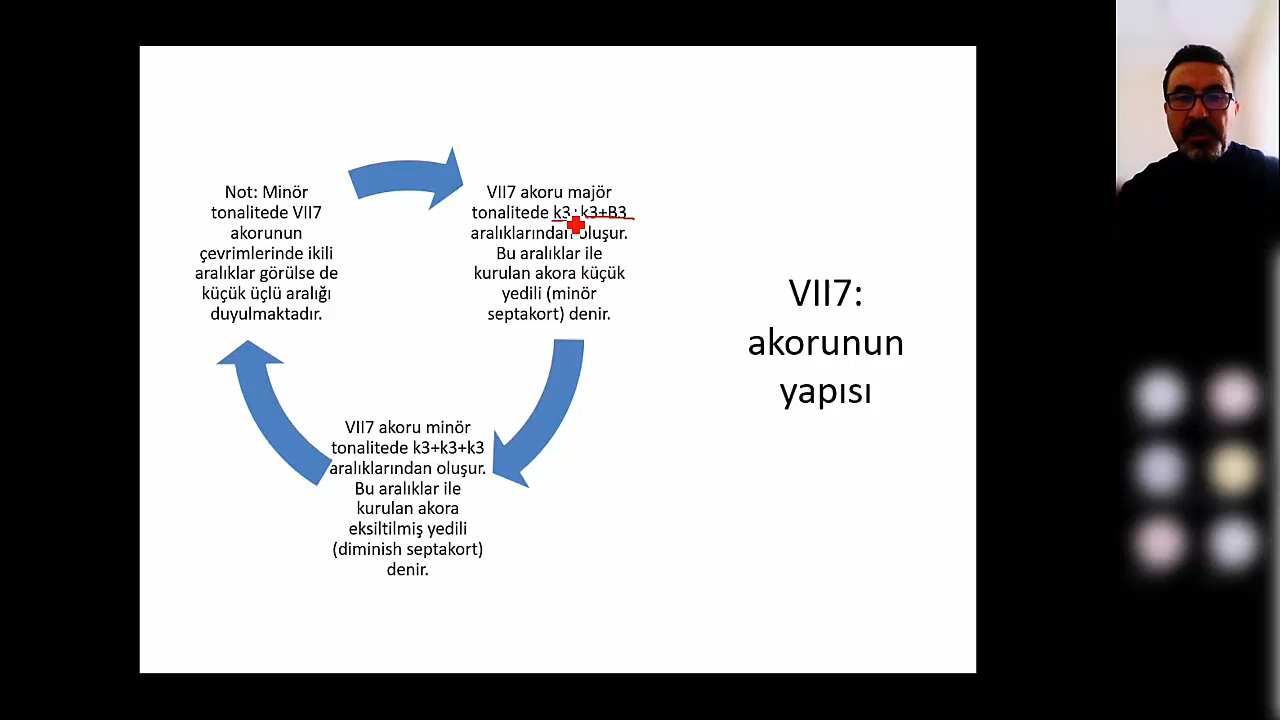 Not: Minör
tonalitede VII7
akorunun
çevrimlerinde ikili
aralıklar görülse de
küçük üçlü aralığı
duyulmaktadır.
VII7 akoru majör
tonalitede k3+k3+B3
aralıklarından oluşur.
Bu aralıklar ile
kurulan akora küçük
yedili (minör
septakort) denir.
VII7 akoru minör
tonalitede k3+k3+k3
aralıklarından oluşur.
Bu aralıklar ile
kurulan akora
eksiltilmiş yedili
(diminish septakort)
denir.
VII7:
akorunun
yapısı